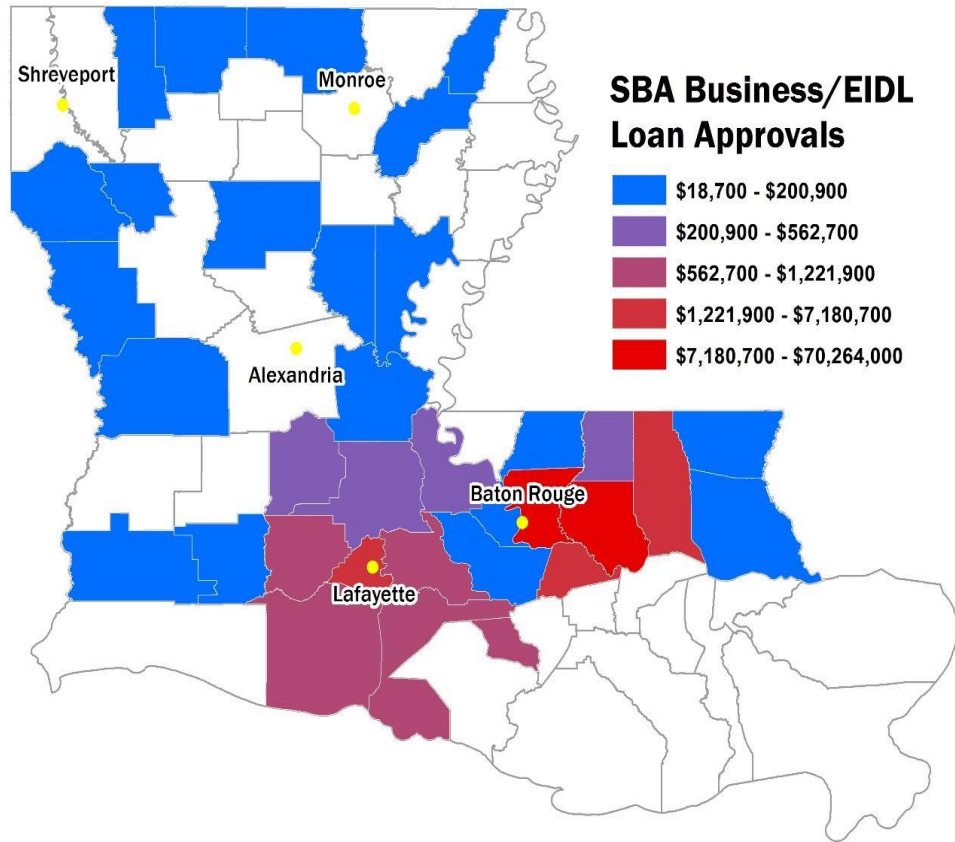 Shreveport
Monroe
SBA Business/EIDL
Loan Approvals
$18,700 - $200,900
$200,900 - $562,700
$562,700 - $1,221,900
$1,221,900 - $7,180,700
$7,180,700 - $70,264,000
Alexandria
Baton Rouge
Lafayette